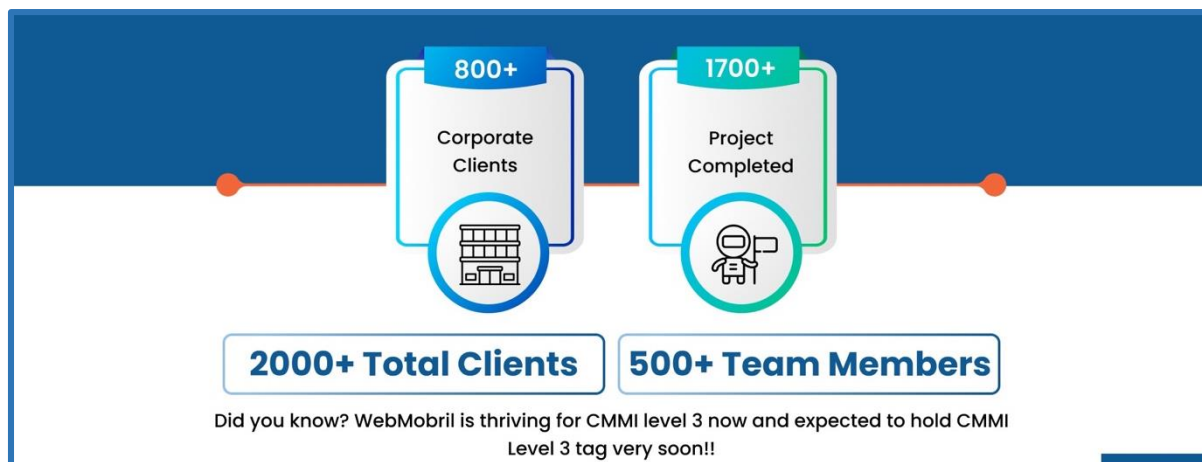 800+
Corporate
Clients
1700+
Project
Completed
2000+ Total Clients
500+ Team Members
Did you know? WebMobril is thriving for CMMI level 3 now and expected to hold CMMI
Level 3 tag very soon!!